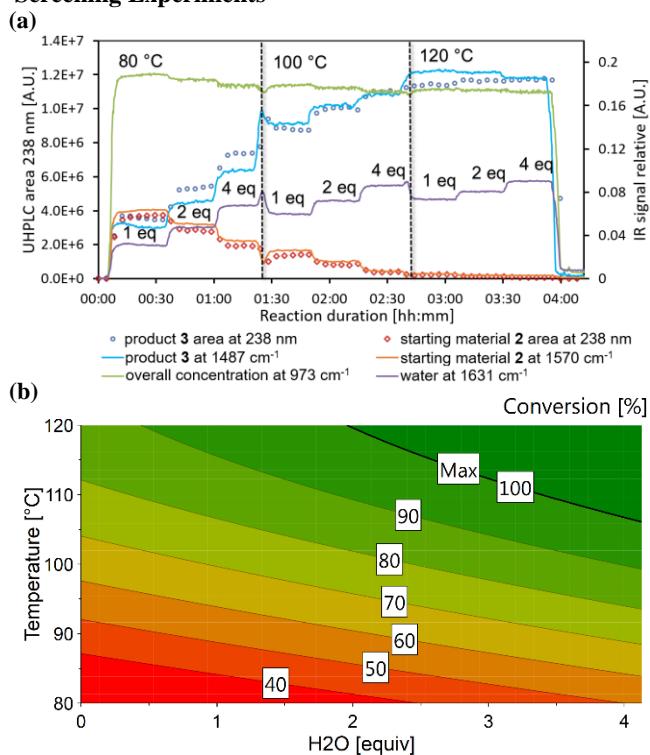 Screening Experiments
(a)
1.4E+7
1.2E+7
1.0E+7
8.0E+6
6.0E+6
4.0E+6
2.0E+6
0.0E+0
UHPLC area 238 nm [A.U.]
80 °C
100 °C
120 °C
1 eq
2 eq
4 eq
1 eq
2 eq
4 eq
1 eq
2 eq
4 eq
0.2
0.16
0.12
0.08
0.04
0
IR signal relative [A.U.]
00:00 00:30 01:00 01:30 02:00 02:30 03:00 03:30 04:00
Reaction duration [hh:mm]
product 3 area at 238 nm
starting material 2 area at 238 nm
product 3 at 1487 cm⁻¹
starting material 2 at 1570 cm⁻¹
overall concentration at 973 cm⁻¹
water at 1631 cm⁻¹
(b)
Conversion [%]
120
110
100
90
80
Temperature [°C]
Max
100
90
80
70
60
50
40
0 1 2 3 4
H2O [equiv]